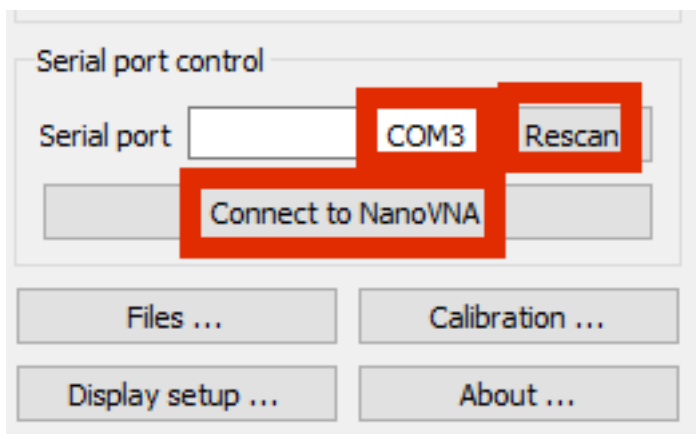 Serial port control
Serial port COM3 Rescan
Connect to NanoVNA
Files ... Calibration ...
Display setup ... About ...